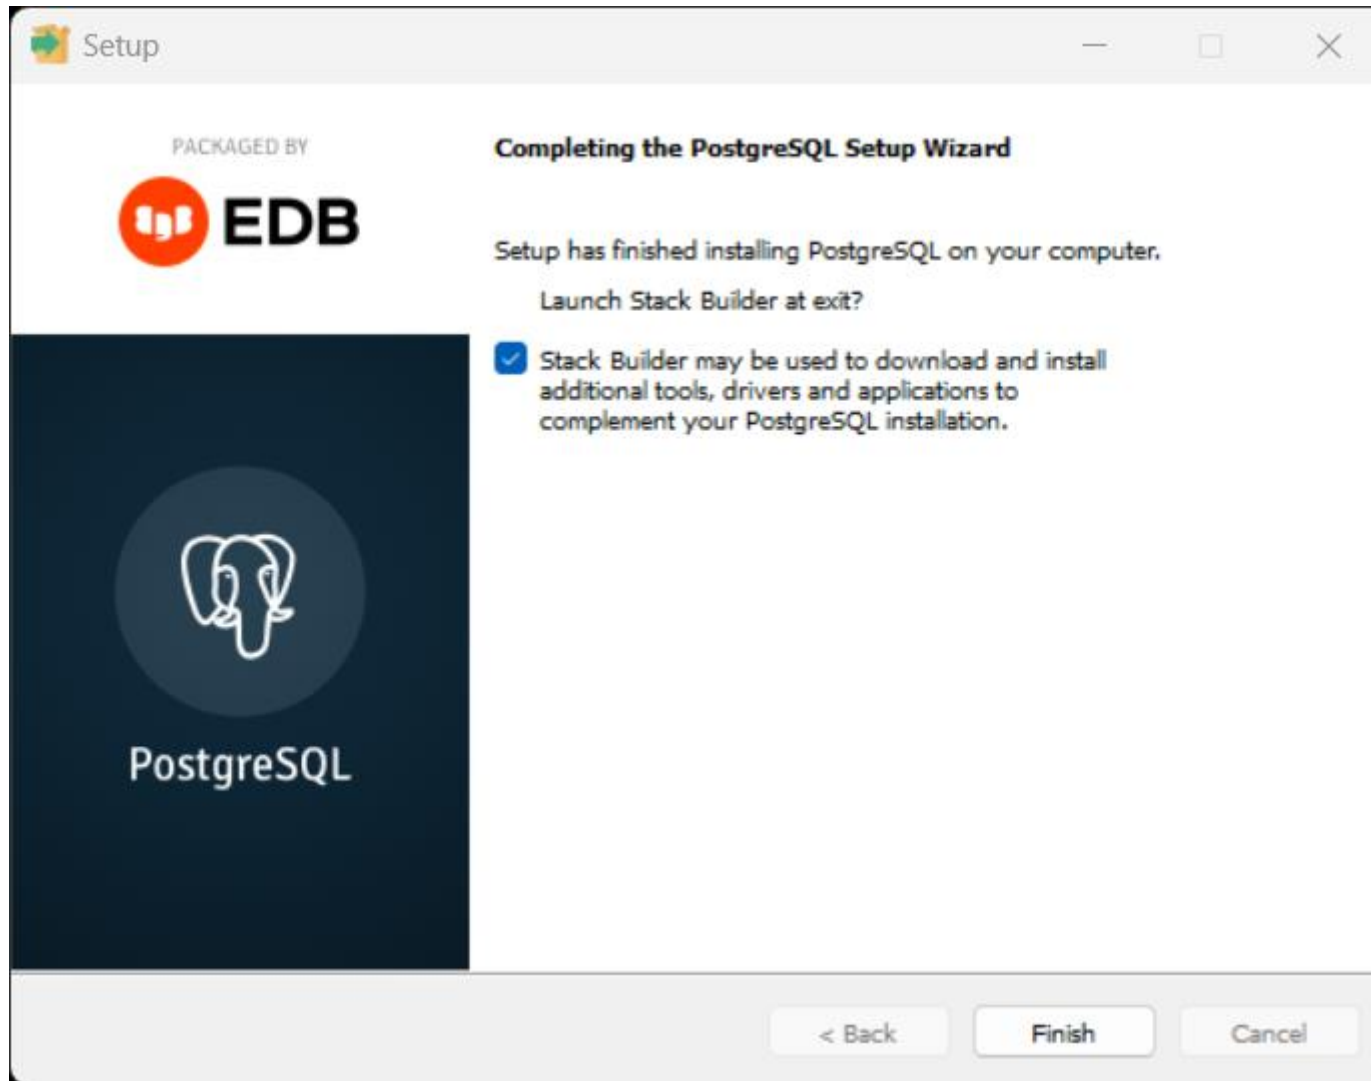 Setup
PACKAGED BY
EDB
PostgreSQL
Completing the PostgreSQL Setup Wizard
Setup has finished installing PostgreSQL on your computer.
Launch Stack Builder at exit?
Stack Builder may be used to download and install
additional tools, drivers and applications to
complement your PostgreSQL installation.
< Back
Finish
Cancel